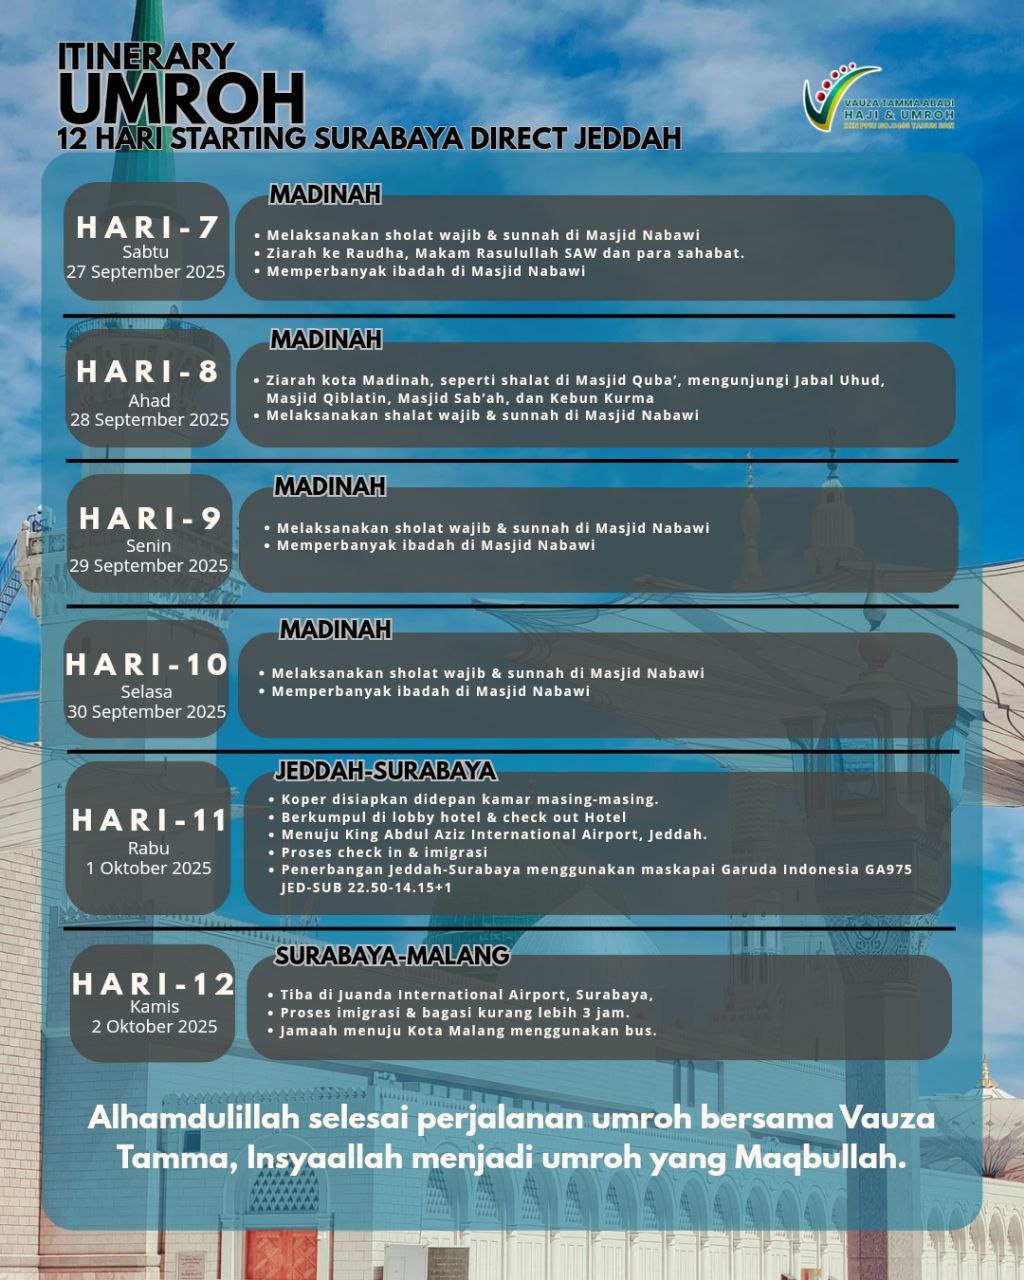 ITINERARY
UMROH
12 HARI STARTING SURABAYA DIRECT JEDDAH
VAUZA TAMMA ABADI
HAJI & UMROH
HARI-7
Sabtu
27 September 2025
MADINAH
• Melaksanakan sholat wajib & sunnah di Masjid Nabawi
• Ziarah ke Raudha, Makam Rasulullah SAW dan para sahabat.
• Memperbanyak ibadah di Masjid Nabawi
HARI-8
Ahad
28 September 2025
MADINAH
• Ziarah kota Madinah, seperti shalat di Masjid Quba’, mengunjungi Jabal Uhud,
Masjid Qiblatin, Masjid Sab’ah, dan Kebun Kurma
• Melaksanakan shalat wajib & sunnah di Masjid Nabawi
HARI-9
Senin
29 September 2025
MADINAH
• Melaksanakan sholat wajib & sunnah di Masjid Nabawi
• Memperbanyak ibadah di Masjid Nabawi
HARI-10
Selasa
30 September 2025
MADINAH
• Melaksanakan sholat wajib & sunnah di Masjid Nabawi
• Memperbanyak ibadah di Masjid Nabawi
HARI-11
Rabu
1 Oktober 2025
JEDDAH-SURABAYA
• Koper disiapkan didepan kamar masing-masing.
• Berkumpul di lobby hotel & check out Hotel
• Menuju King Abdul Aziz International Airport, Jeddah.
• Proses check in & imigrasi
• Penerbangan Jeddah-Surabaya menggunakan maskapai Garuda Indonesia GA975
JED-SUB 22.50-14.15+1
HARI-12
Kamis
2 Oktober 2025
SURABAYA-MALANG
• Tiba di Juanda International Airport, Surabaya,
• Proses imigrasi & bagasi kurang lebih 3 jam.
• Jamaah menuju Kota Malang menggunakan bus.
Alhamdulillah selesai perjalanan umroh bersama Vauza
Tamma, Insyaallah menjadi umroh yang Maqbullah.